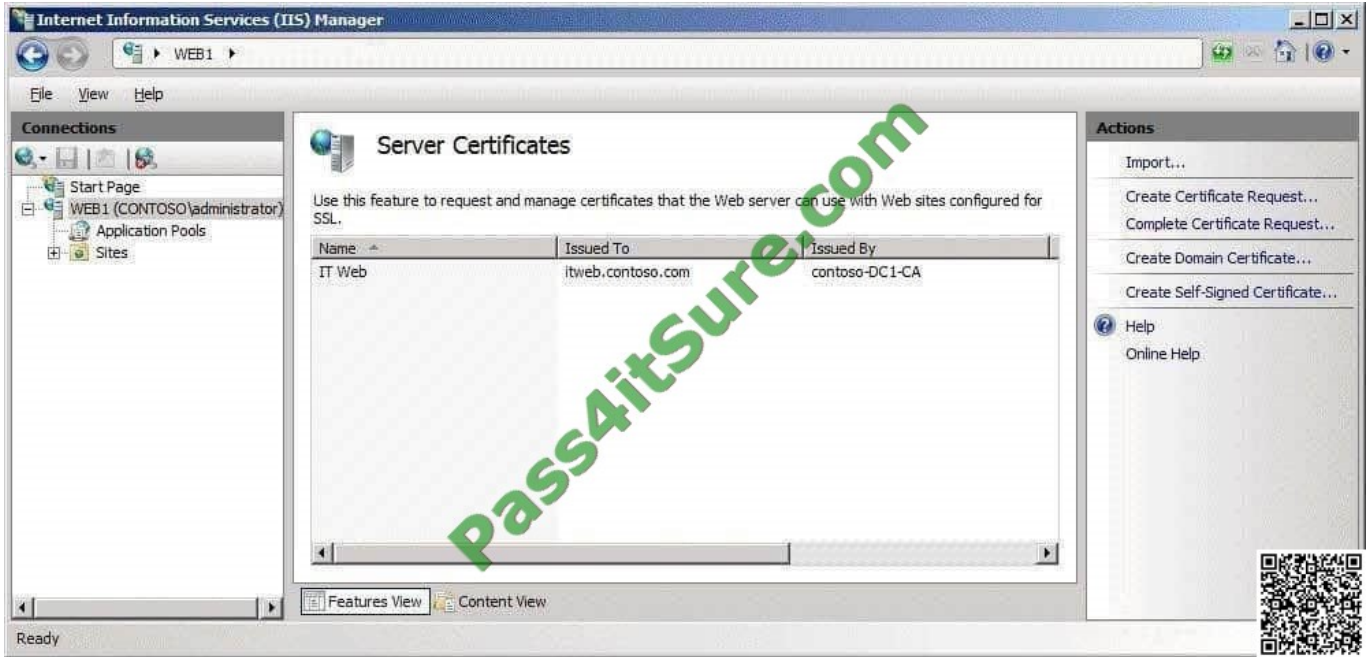 Internet Information Services (IIS) Manager
WEB1
File View Help
Connections
Start Page
WEB1 (CONTOSO\administrator)
Application Pools
Sites
Server Certificates
Use this feature to request and manage certificates that the Web server can use with Web sites configured for
SSL.
Name Issued To Issued By
IT Web itweb.contoso.com contoso-DC1-CA
Features View Content View
Actions
Import...
Create Certificate Request...
Complete Certificate Request...
Create Domain Certificate...
Create Self-Signed Certificate...
Help
Online Help
Ready
Pass4itSure.com